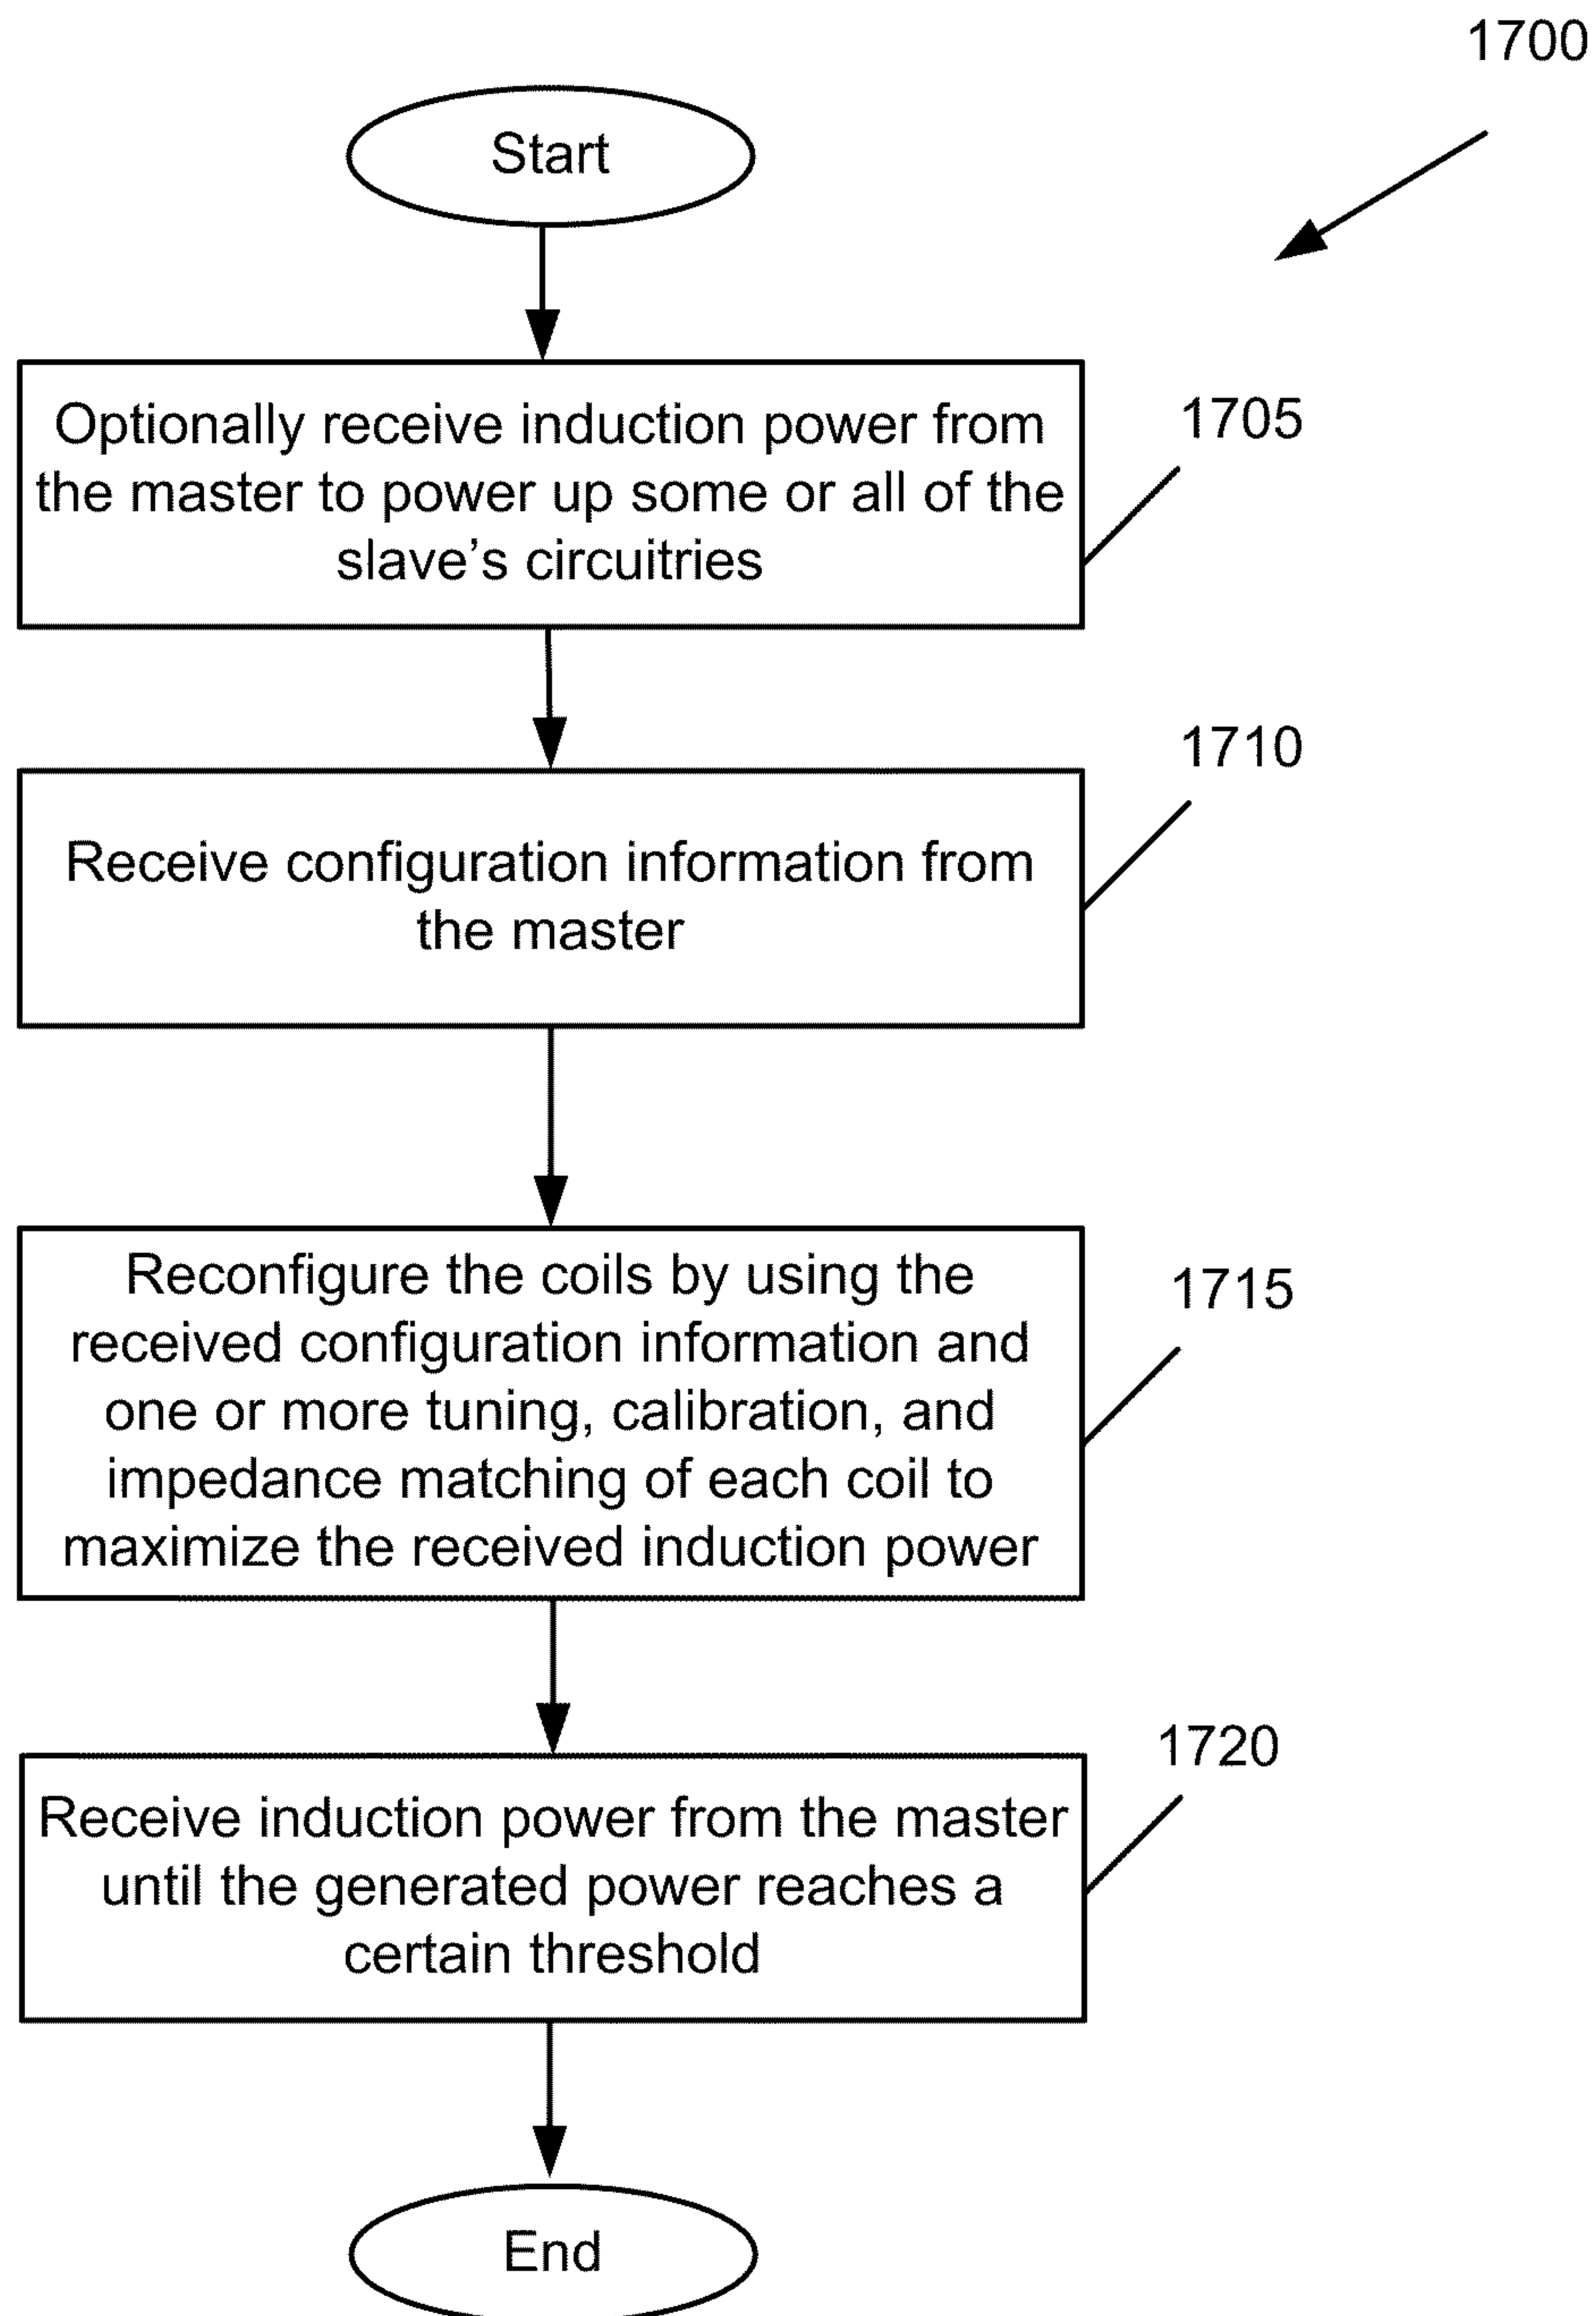 1700
Start
Optionally receive induction power from
the master to power up some or all of the
slave’s circuitries
1705
Receive configuration information from
the master
1710
Reconfigure the coils by using the
received configuration information and
one or more tuning, calibration, and
impedance matching of each coil to
maximize the received induction power
1715
Receive induction power from the master
until the generated power reaches a
certain threshold
1720
End